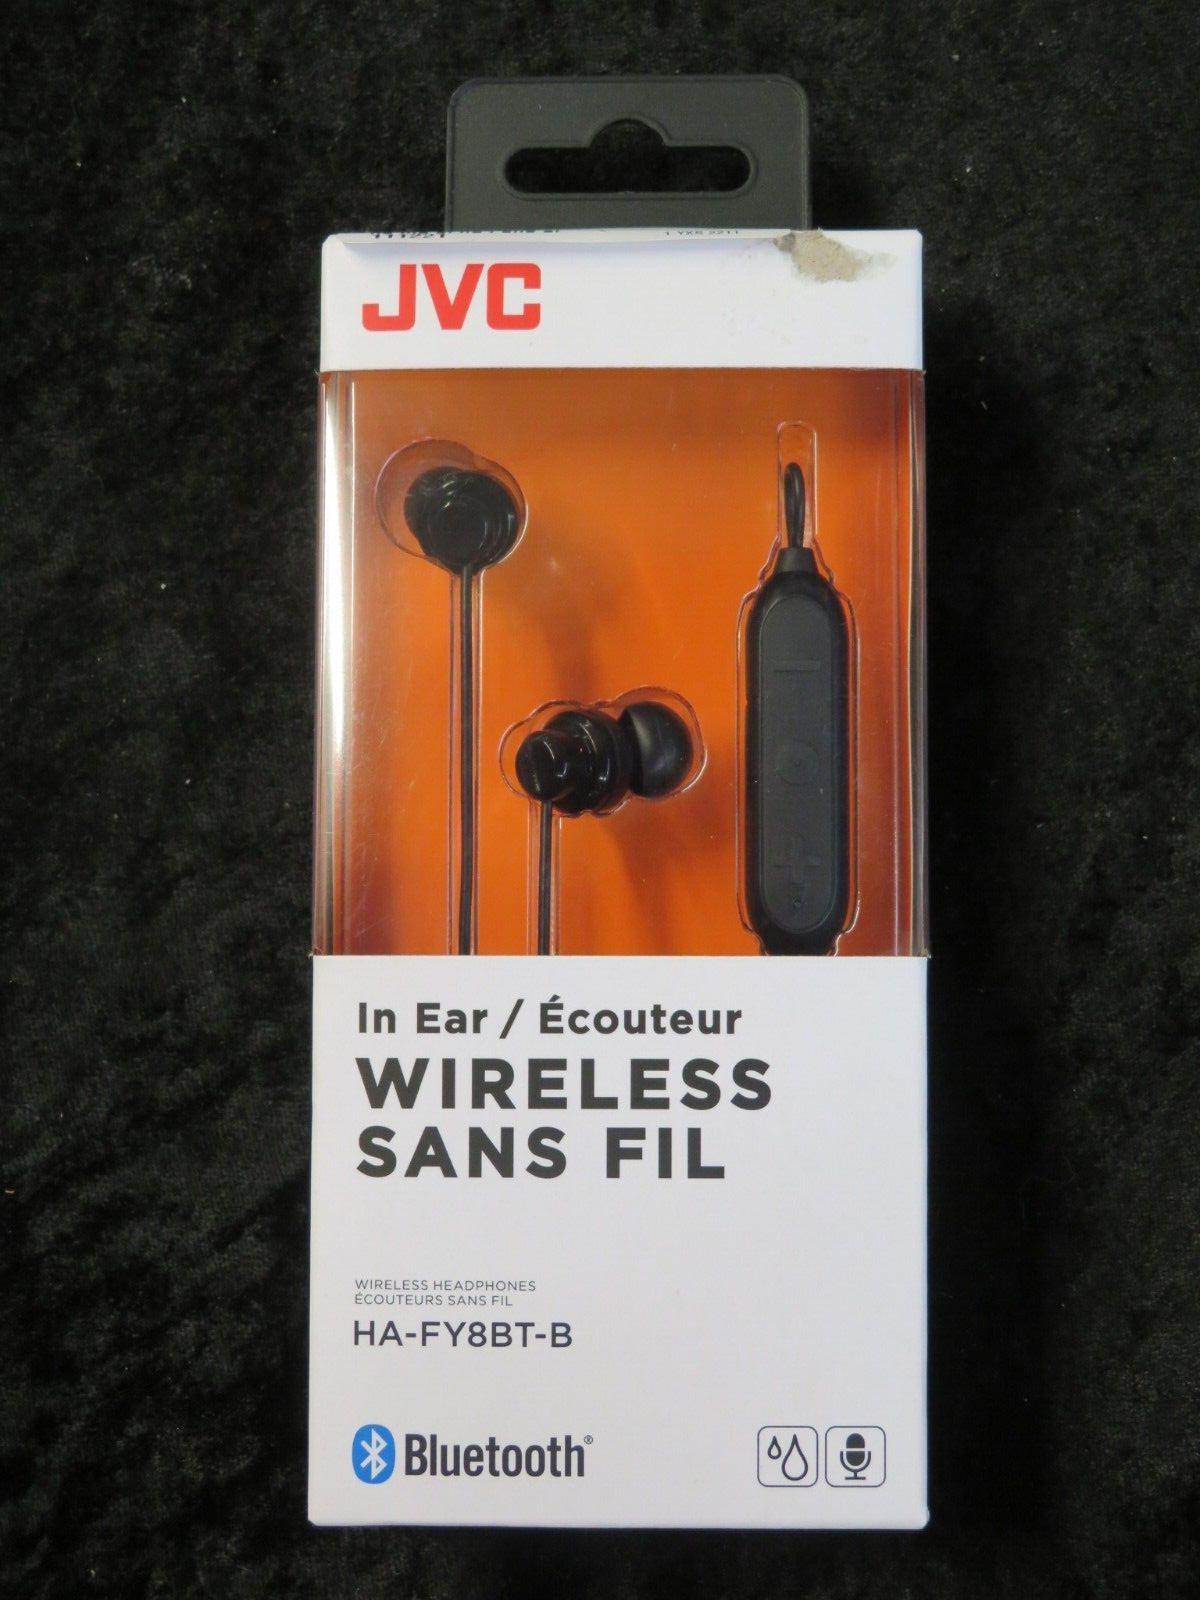 JVC
In Ear / Écouteur
WIRELESS
SANS FIL
WIRELESS HEADPHONES
ÉCOUTEURS SANS FIL
HA-FY8BT-B
Bluetooth®